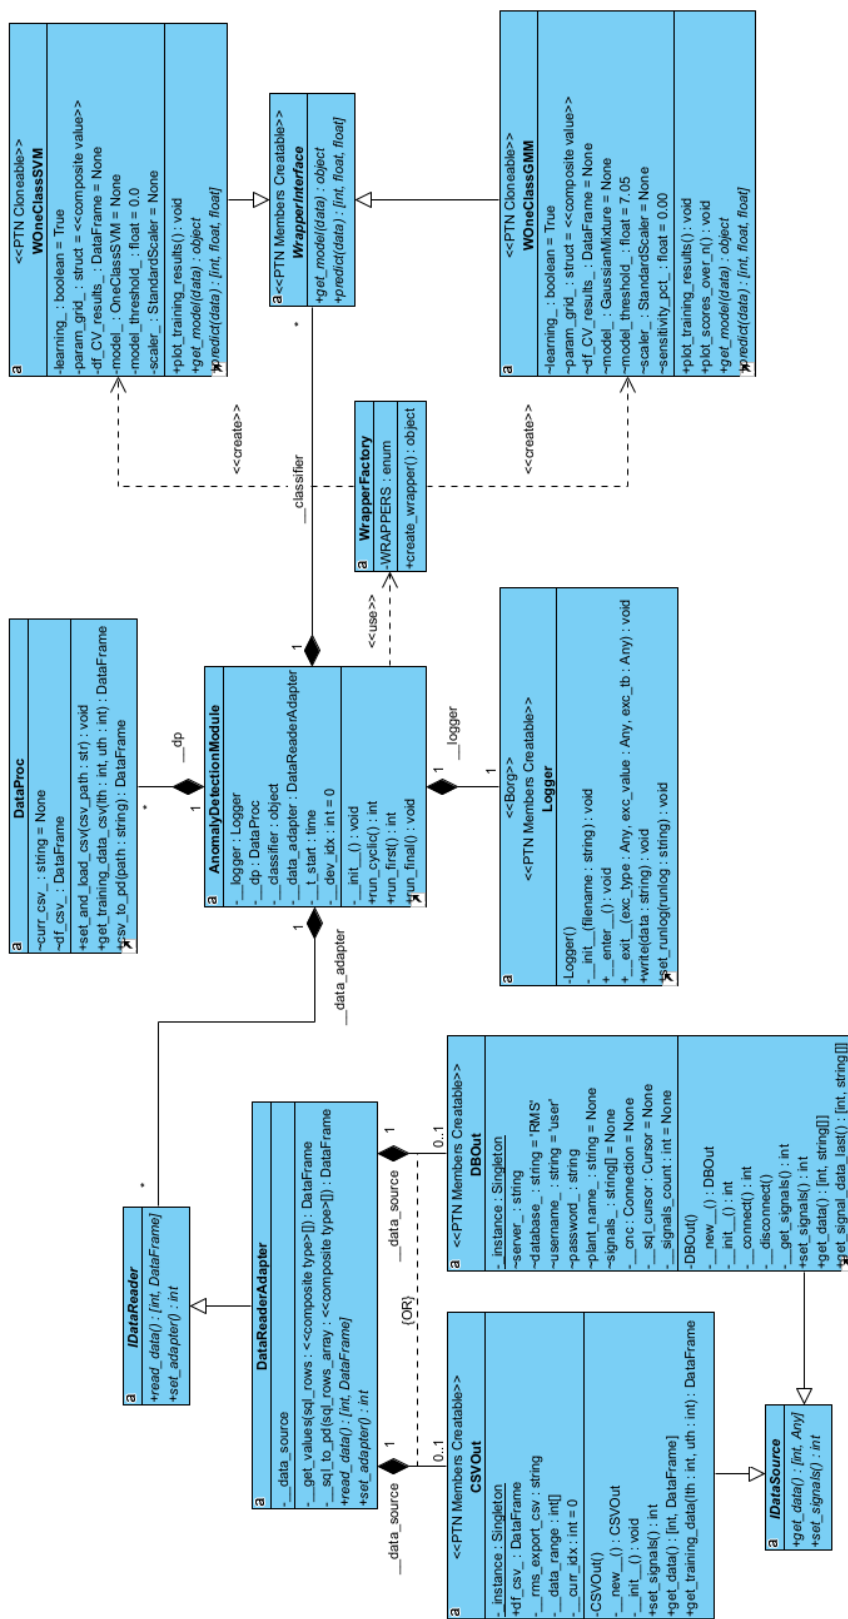 a
<<PTN Cloneable>>
WOneClassSVM
-learning_ : boolean = True
-param_grid_ : struct = <<composite value>>
-df_CV_results_ : DataFrame = None
-model_ : OneClassSVM = None
-model_threshold_ : float = 0.0
-scaler_ : StandardScaler = None
+plot_training_results() : void
+get_model(data) : object
+predict(data) : [int, float, float]
a
<<PTN Members Creatable>>
WrapperInterface
+get_model(data) : object
+predict(data) : [int, float, float]
a
<<PTN Cloneable>>
WOneClassGMM
~learning_ : boolean = True
~param_grid_ : struct = <<composite value>>
~df_CV_results_ : DataFrame = None
~model_ : GaussianMixture = None
~model_threshold_ : float = 7.05
~scaler_ : StandardScaler = None
~sensitivity_pct_ : float = 0.00
+plot_training_results() : void
+plot_scores_over_n() : void
+get_model(data) : object
+predict(data) : [int, float, float]
<<create>>
<<create>>
*
__classifier
1
a
WrapperFactory
-WRAPPERS : enum
+create_wrapper() : object
<<use>>
a
DataProc
~curr_csv_ : string = None
~df_csv_ : DataFrame
+set_and_load_csv(csv_path : str) : void
+get_training_data_csv(lth : int, uth : int) : DataFrame
+csv_to_pd(path : string) : DataFrame
*
__dp
1
a
AnomalyDetectionModule
-__logger : Logger
-__dp : DataProc
-__classifier : object
-__data_adapter : DataReaderAdapter
-__t_start : time
-__dev_idx : int = 0
-__init__() : void
+run_cyclic() : int
+run_first() : int
+run_final() : void
1
__logger
1
a
<<Borg>>
<<PTN Members Creatable>>
Logger
-Logger()
-__init__(filename : string) : void
+__enter__() : void
+__exit__(exc_type : Any, exc_value : Any, exc_tb : Any) : void
+write(data : string) : void
+set_runlog(runlog : string) : void
1
__data_adapter
*
a
IDataReader
+read_data() : [int, DataFrame]
+set_adapter() : int
a
DataReaderAdapter
-__data_source
-__get_values(sql_rows : <<composite type>>[]) : DataFrame
-__sql_to_pd(sql_rows_array : <<composite type>>[]) : DataFrame
+read_data() : [int, DataFrame]
+set_adapter() : int
1
__data_source
0..1
{OR}
1
__data_source
0..1
a
<<PTN Members Creatable>>
DBOut
-_instance : Singleton
~server_ : string
~database_ : string = 'RMS'
~username_ : string = 'user'
~password_ : string
~plant_name_ : string = None
~signals_ : string[] = None
-__cnc : Connection = None
-__sql_cursor : Cursor = None
-__signals_count : int = None
-DBOut()
-__new__() : DBOut
-__init__() : int
-__connect() : int
-__disconnect()
-__get_signals() : int
+set_signals() : int
+get_data() : [int, string[]]
+get_signal_data_last() : [int, string[]]
a
<<PTN Members Creatable>>
CSVOut
-_instance : Singleton
+df_csv_ : DataFrame
-__rms_export_csv : string
-__data_range : int[]
-__curr_idx : int = 0
-CSVOut()
-__new__() : CSVOut
-__init__() : void
+set_signals() : int
+get_data() : [int, DataFrame]
+get_training_data(lth : int, uth : int) : DataFrame
a
IDataSource
+get_data() : [int, Any]
+set_signals() : int